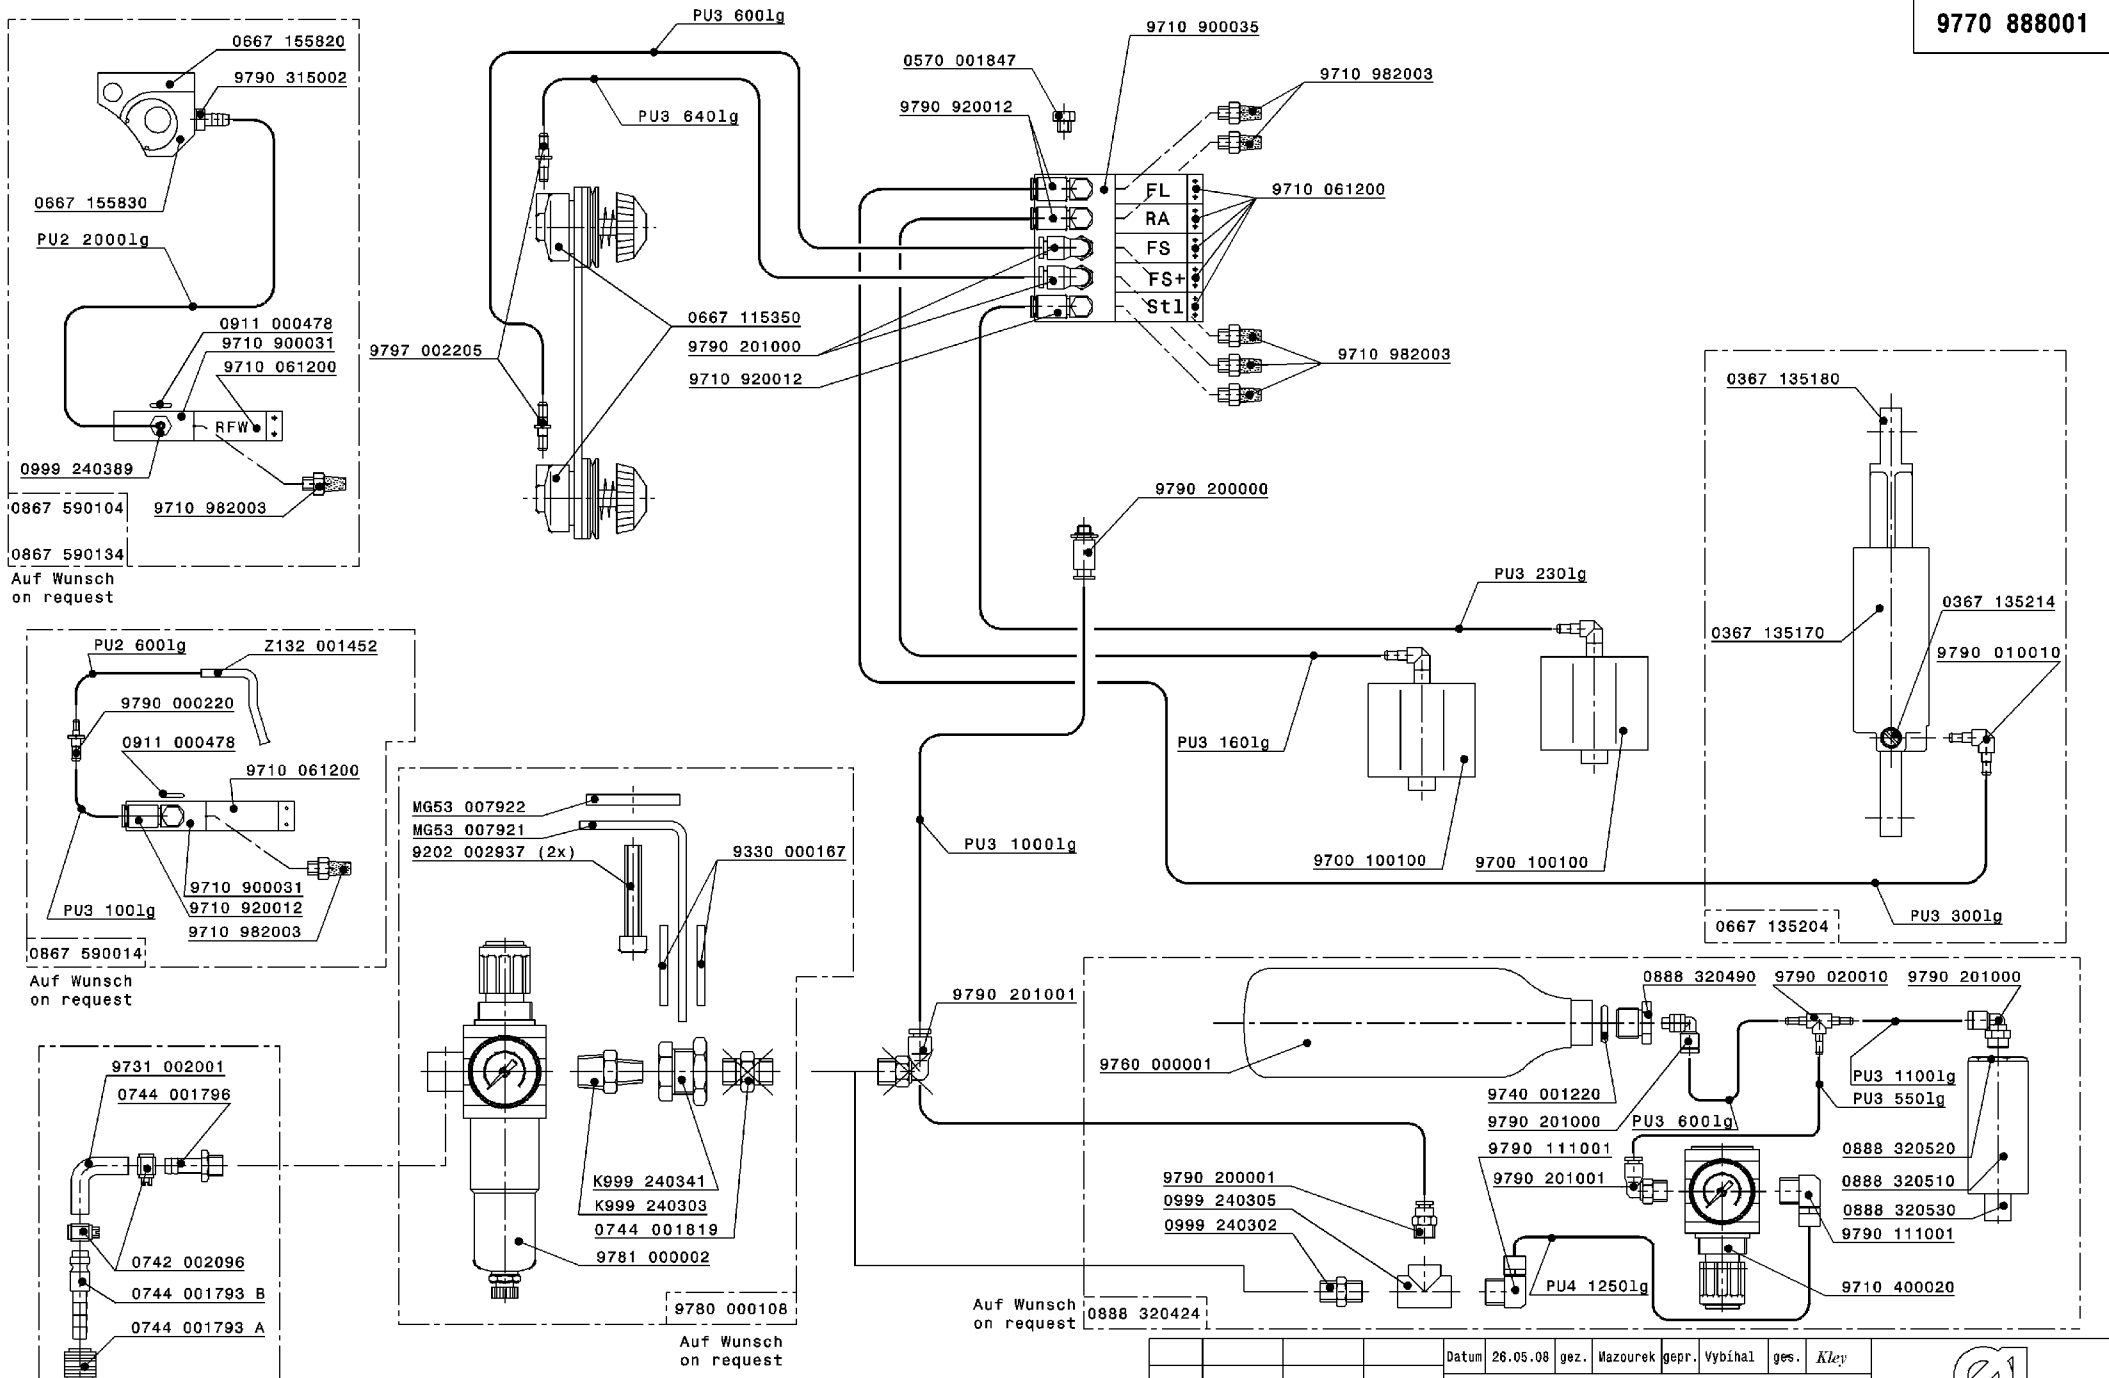 9770 888001
0667 155820
9790 315002
0667 155830
PU2 2000lg
0911 000478
9710 900031
9710 061200
RFW
0999 240389
9710 982003
0867 590104
0867 590134
Auf Wunsch
on request
PU3 600lg
PU3 640lg
9797 002205
0667 115350
9790 201000
9710 920012
0570 001847
9790 920012
9710 900035
9710 982003
FL
RA
FS
FS+
Stl
9710 061200
9710 982003
9790 200000
PU3 230lg
PU3 160lg
9700 100100
9700 100100
PU3 1000lg
0367 135180
0367 135214
0367 135170
9790 010010
PU3 300lg
0667 135204
PU2 600lg
Z132 001452
9790 000220
0911 000478
9710 061200
9710 900031
PU3 100lg
9710 920012
9710 982003
0867 590014
Auf Wunsch
on request
MG53 007922
MG53 007921
9202 002937 (2x)
9330 000167
K999 240341
K999 240303
0744 001819
9781 000002
9780 000108
Auf Wunsch
on request
9731 002001
0744 001796
0742 002096
0744 001793 B
0744 001793 A
9790 201001
9760 000001
0888 320490
9790 020010
9790 201000
9740 001220
9790 201000
PU3 600lg
PU3 1100lg
PU3 550lg
9790 111001
9790 201001
0888 320520
0888 320510
0888 320530
9790 111001
9710 400020
9790 200001
0999 240305
0999 240302
PU4 1250lg
Auf Wunsch
on request
0888 320424
Datum 26.05.08 gez. Mazourek gepr. Vybíhal ges. Kley